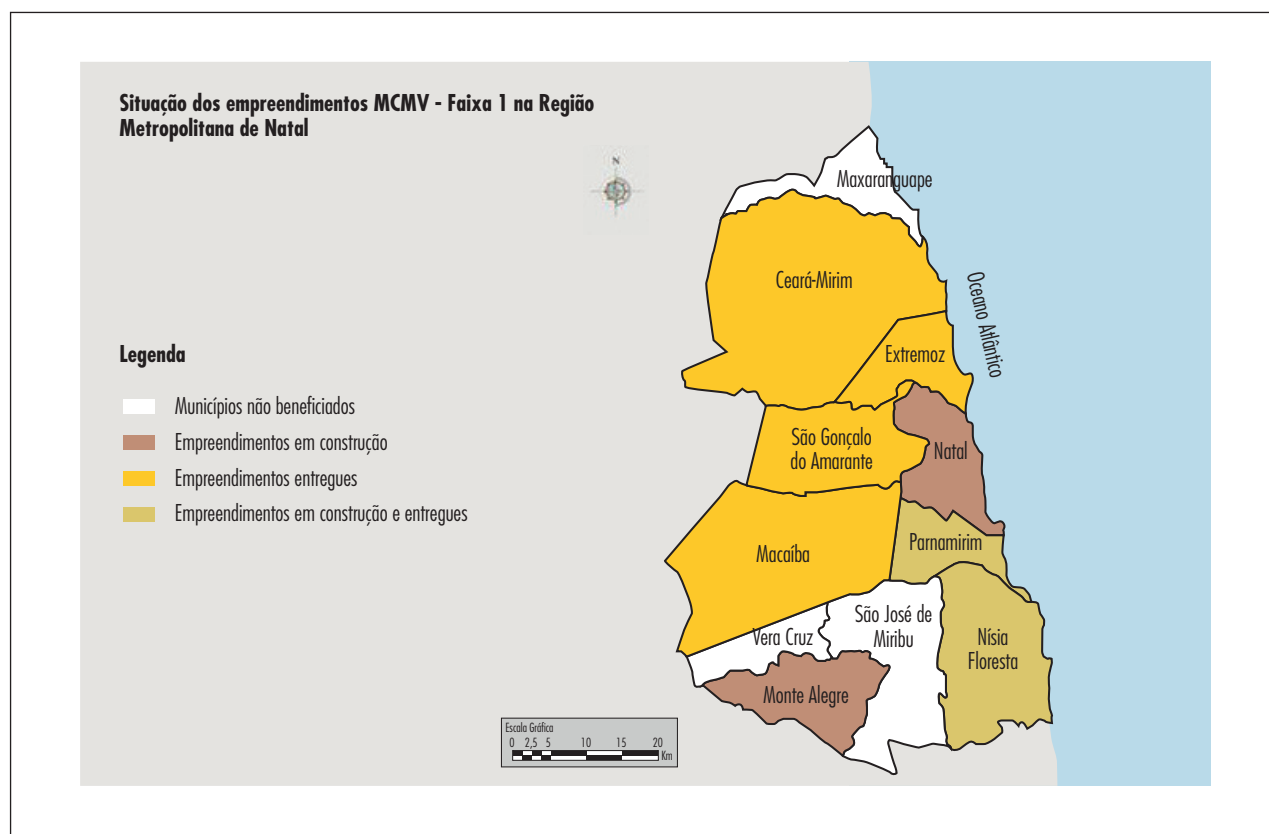 Situação dos empreendimentos MCMV - Faixa 1 na Região
Metropolitana de Natal
N
Maxaranguape
Ceará-Mirim
Oceano Atlântico
Extremoz
Legenda
Municípios não beneficiados
Empreendimentos em construção
Empreendimentos entregues
Empreendimentos em construção e entregues
São Gonçalo
do Amarante
Natal
Parnamirim
Macaíba
São José de
Miribu
Vera Cruz
Nísia
Floresta
Monte Alegre
Escala Gráfica
0 2,5 5 10 15 20
Km